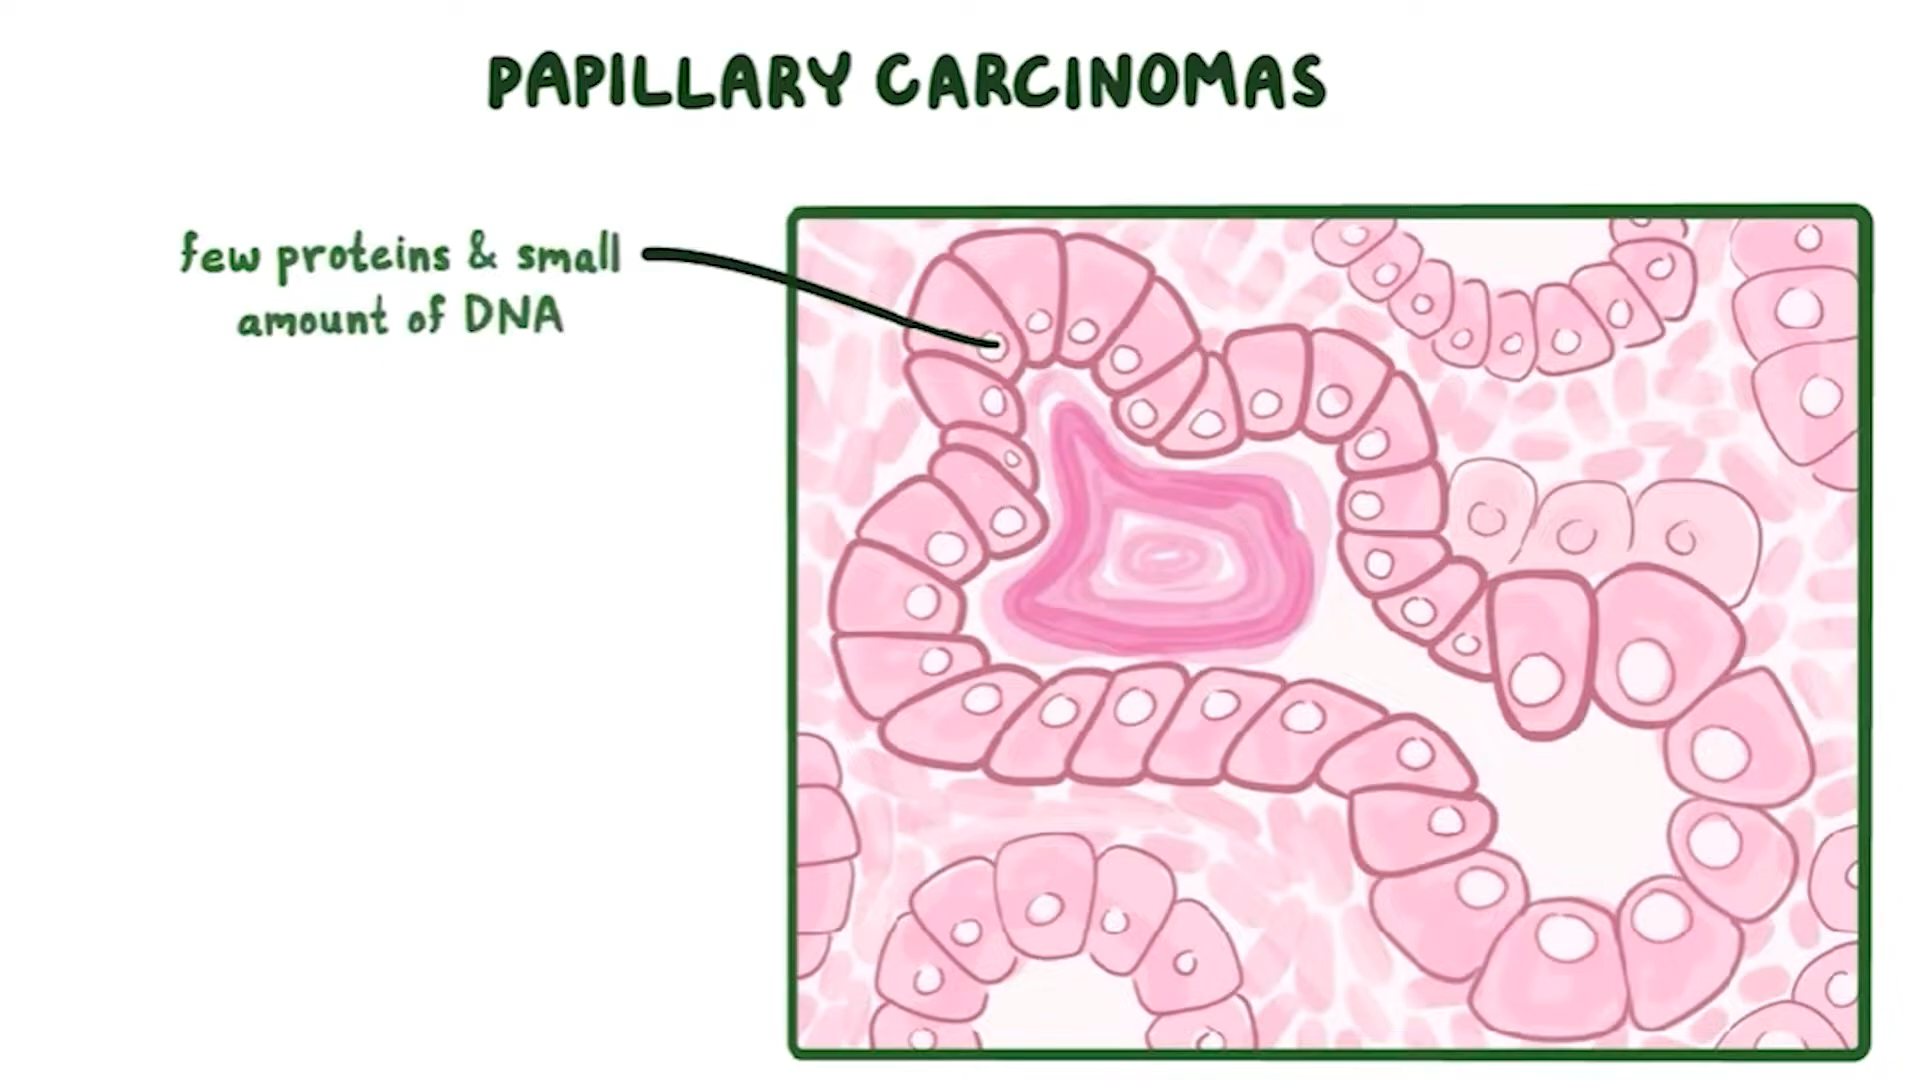 PAPILLARY CARCINOMAS
few proteins & small
amount of DNA